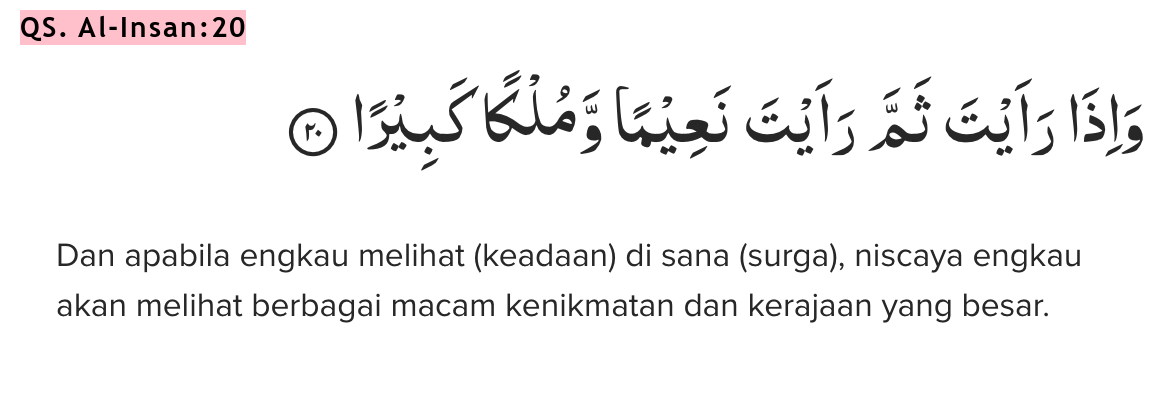 QS. Al-Insan:20
وَاِذَا رَاَيْتَ ثَمَّ رَاَيْتَ نَعِيْمًا وَّمُلْكًا كَبِيْرًا ٢٠
Dan apabila engkau melihat (keadaan) di sana (surga), niscaya engkau
akan melihat berbagai macam kenikmatan dan kerajaan yang besar.